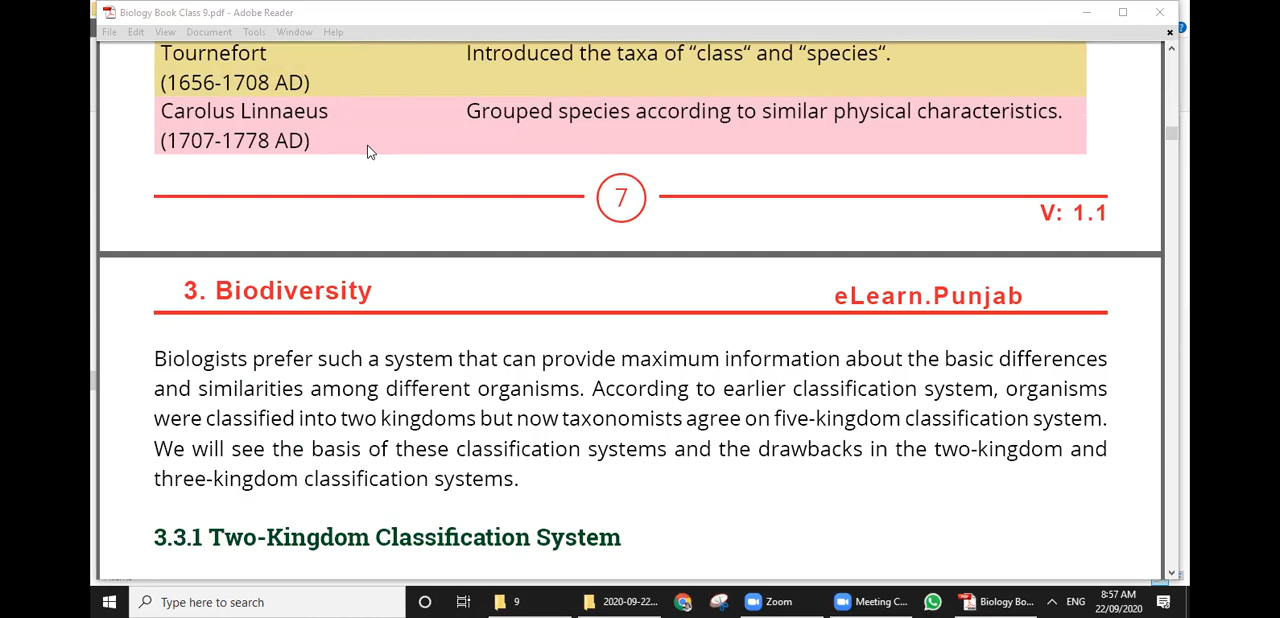 Biology Book Class 9.pdf - Adobe Reader
File Edit View Document Tools Window Help
Tournefort Introduced the taxa of “class“ and “species“.
(1656-1708 AD)
Carolus Linnaeus Grouped species according to similar physical characteristics.
(1707-1778 AD)
7
V: 1.1
3. Biodiversity eLearn.Punjab
Biologists prefer such a system that can provide maximum information about the basic differences
and similarities among different organisms. According to earlier classification system, organisms
were classified into two kingdoms but now taxonomists agree on five-kingdom classification system.
We will see the basis of these classification systems and the drawbacks in the two-kingdom and
three-kingdom classification systems.
3.3.1 Two-Kingdom Classification System
Type here to search 9 2020-09-22... Zoom Meeting C... Biology Bo... ENG 8:57 AM
22/09/2020